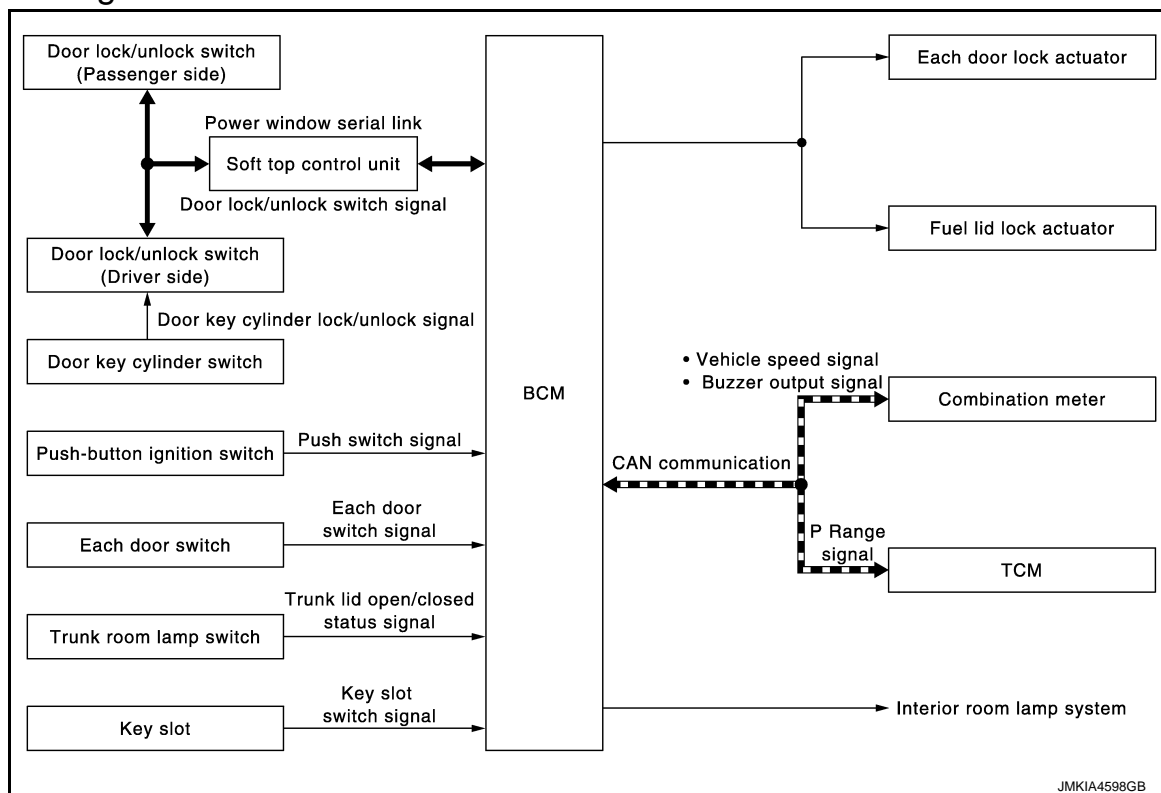 Door lock/unlock switch
(Passenger side)
Power window serial link
Soft top control unit
Door lock/unlock switch signal
Door lock/unlock switch
(Driver side)
Door key cylinder lock/unlock signal
Door key cylinder switch
Push-button ignition switch
Push switch signal
Each door switch
Each door
switch signal
Trunk room lamp switch
Trunk lid open/closed
status signal
Key slot
Key slot
switch signal
BCM
Each door lock actuator
Fuel lid lock actuator
• Vehicle speed signal
• Buzzer output signal
Combination meter
CAN communication
P Range
signal
TCM
Interior room lamp system
JMKIA4598GB